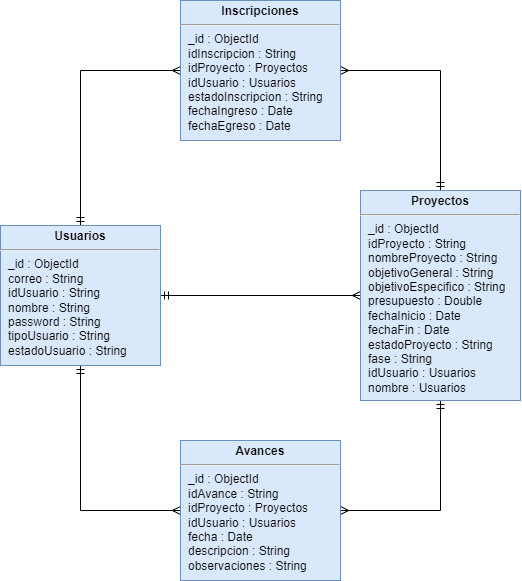 Inscripciones
_id : ObjectId
idInscripcion : String
idProyecto : Proyectos
idUsuario : Usuarios
estadoInscripcion : String
fechaIngreso : Date
fechaEgreso : Date
Usuarios
_id : ObjectId
correo : String
idUsuario : String
nombre : String
password : String
tipoUsuario : String
estadoUsuario : String
Proyectos
_id : ObjectId
idProyecto : String
nombreProyecto : String
objetivoGeneral : String
objetivoEspecifico : String
presupuesto : Double
fechaInicio : Date
fechaFin : Date
estadoProyecto : String
fase : String
idUsuario : Usuarios
nombre : Usuarios
Avances
_id : ObjectId
idAvance : String
idProyecto : Proyectos
idUsuario : Usuarios
fecha : Date
descripcion : String
observaciones : String